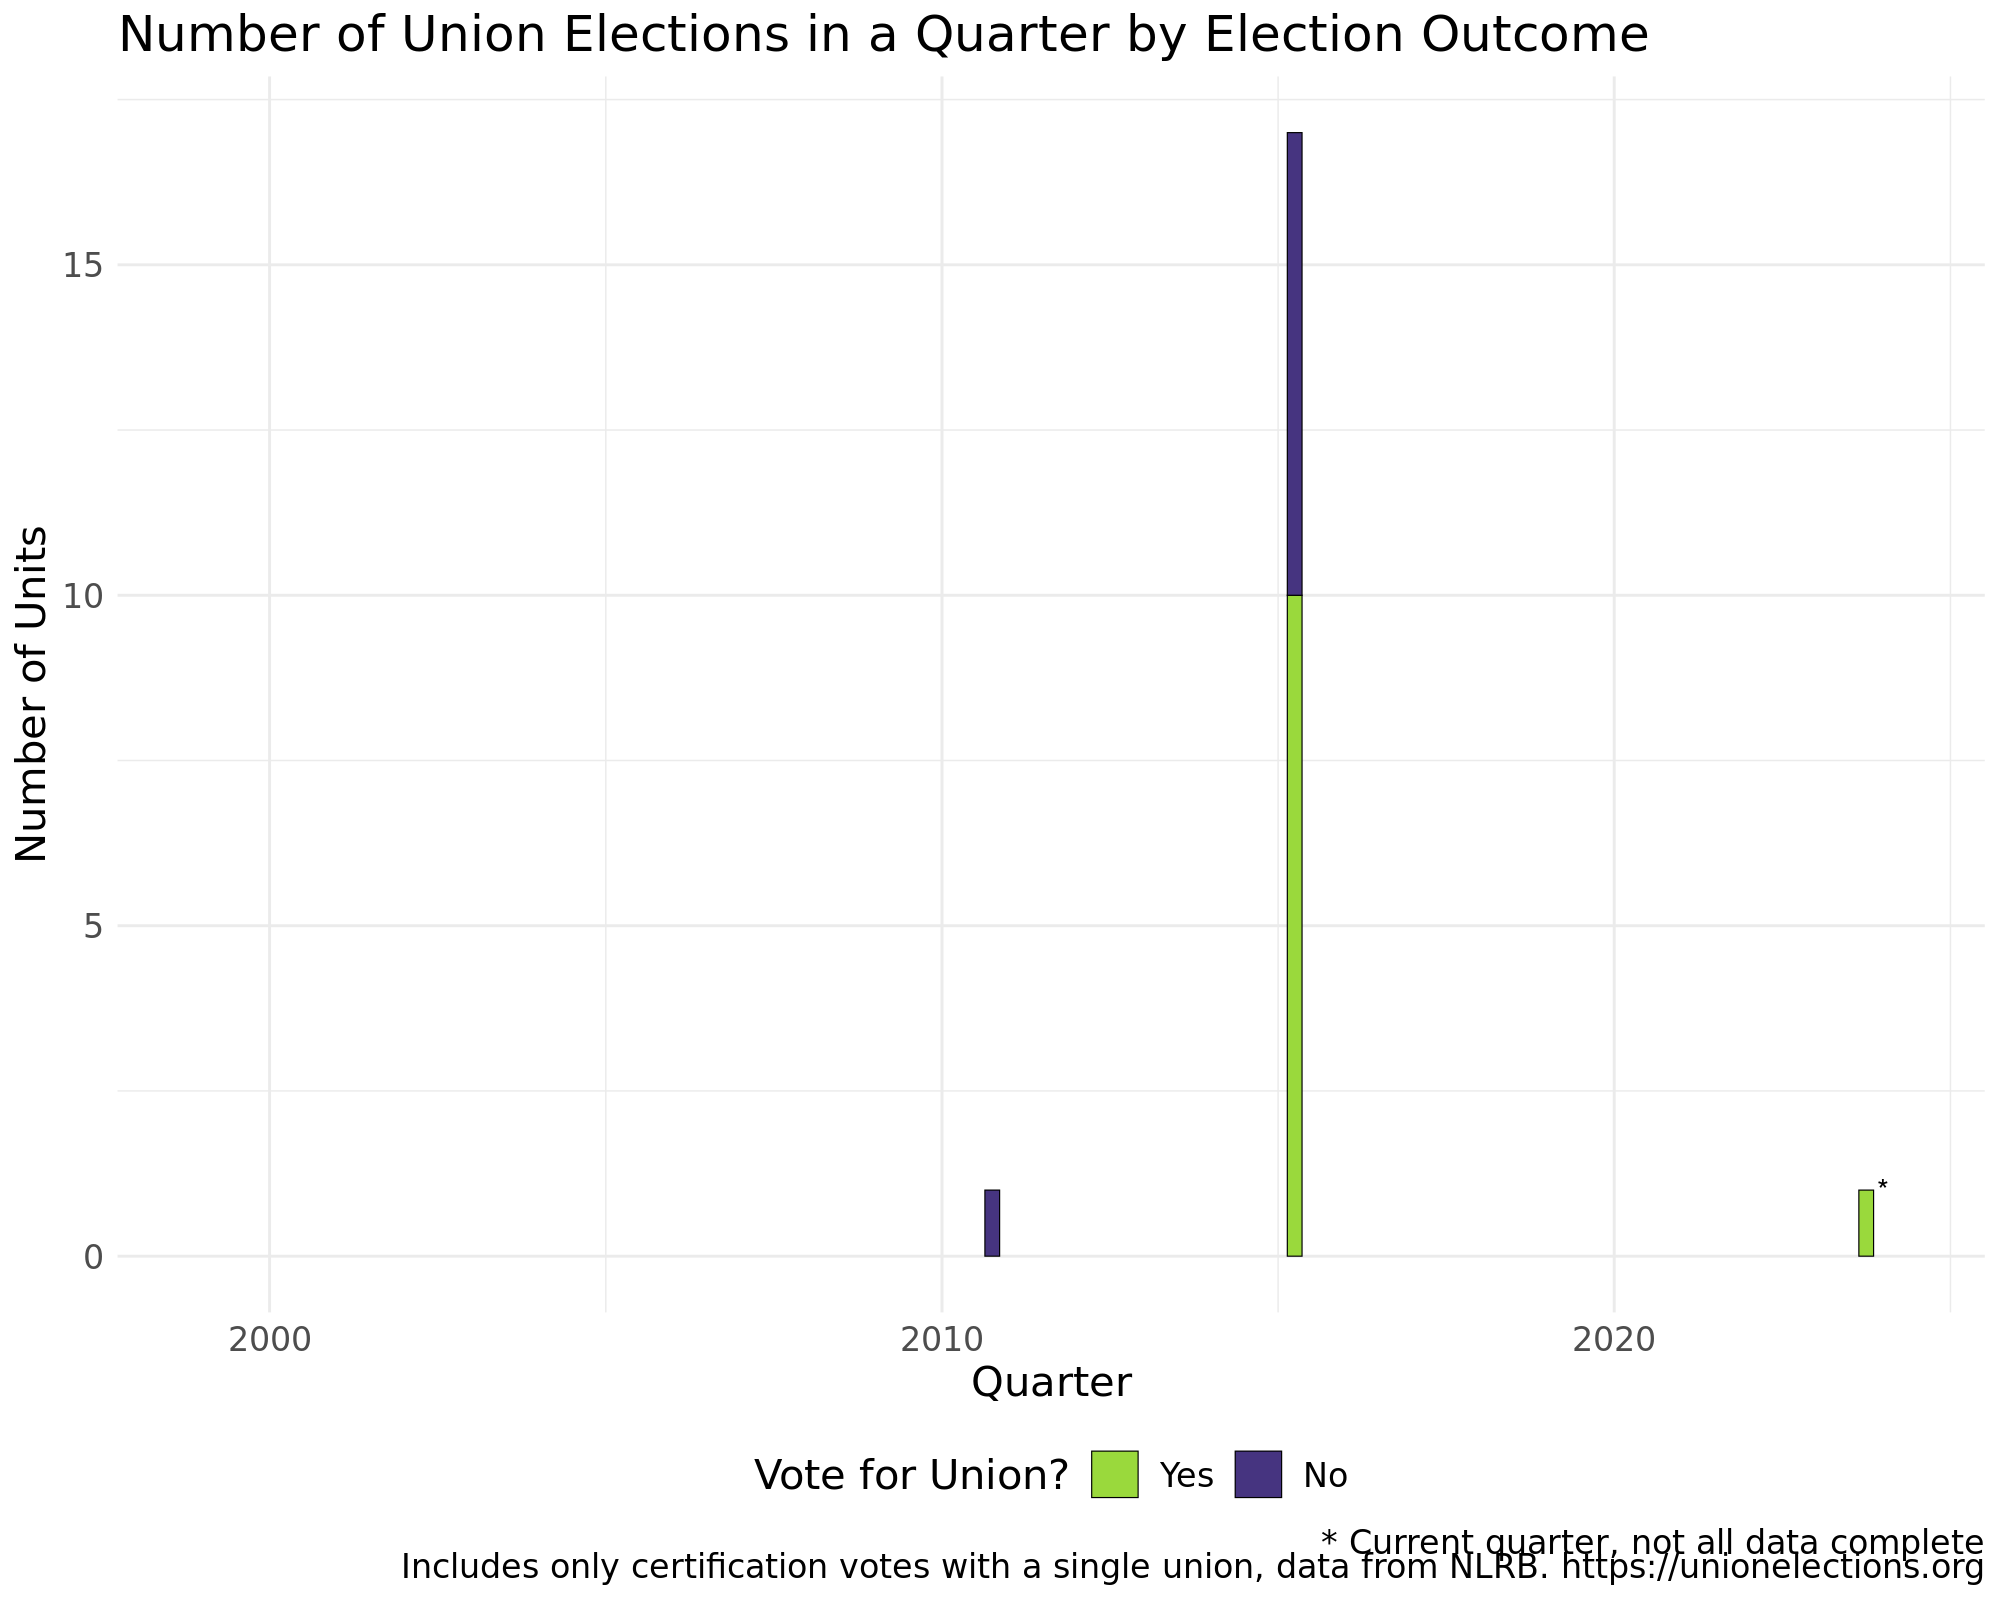 Number of Union Elections in a Quarter by Election Outcome
Number of Units
15
10
5
0
*
2000 2010 2020
Quarter
Vote for Union? Yes No
* Current quarter, not all data complete
Includes only certification votes with a single union, data from NLRB. https://unionelections.org